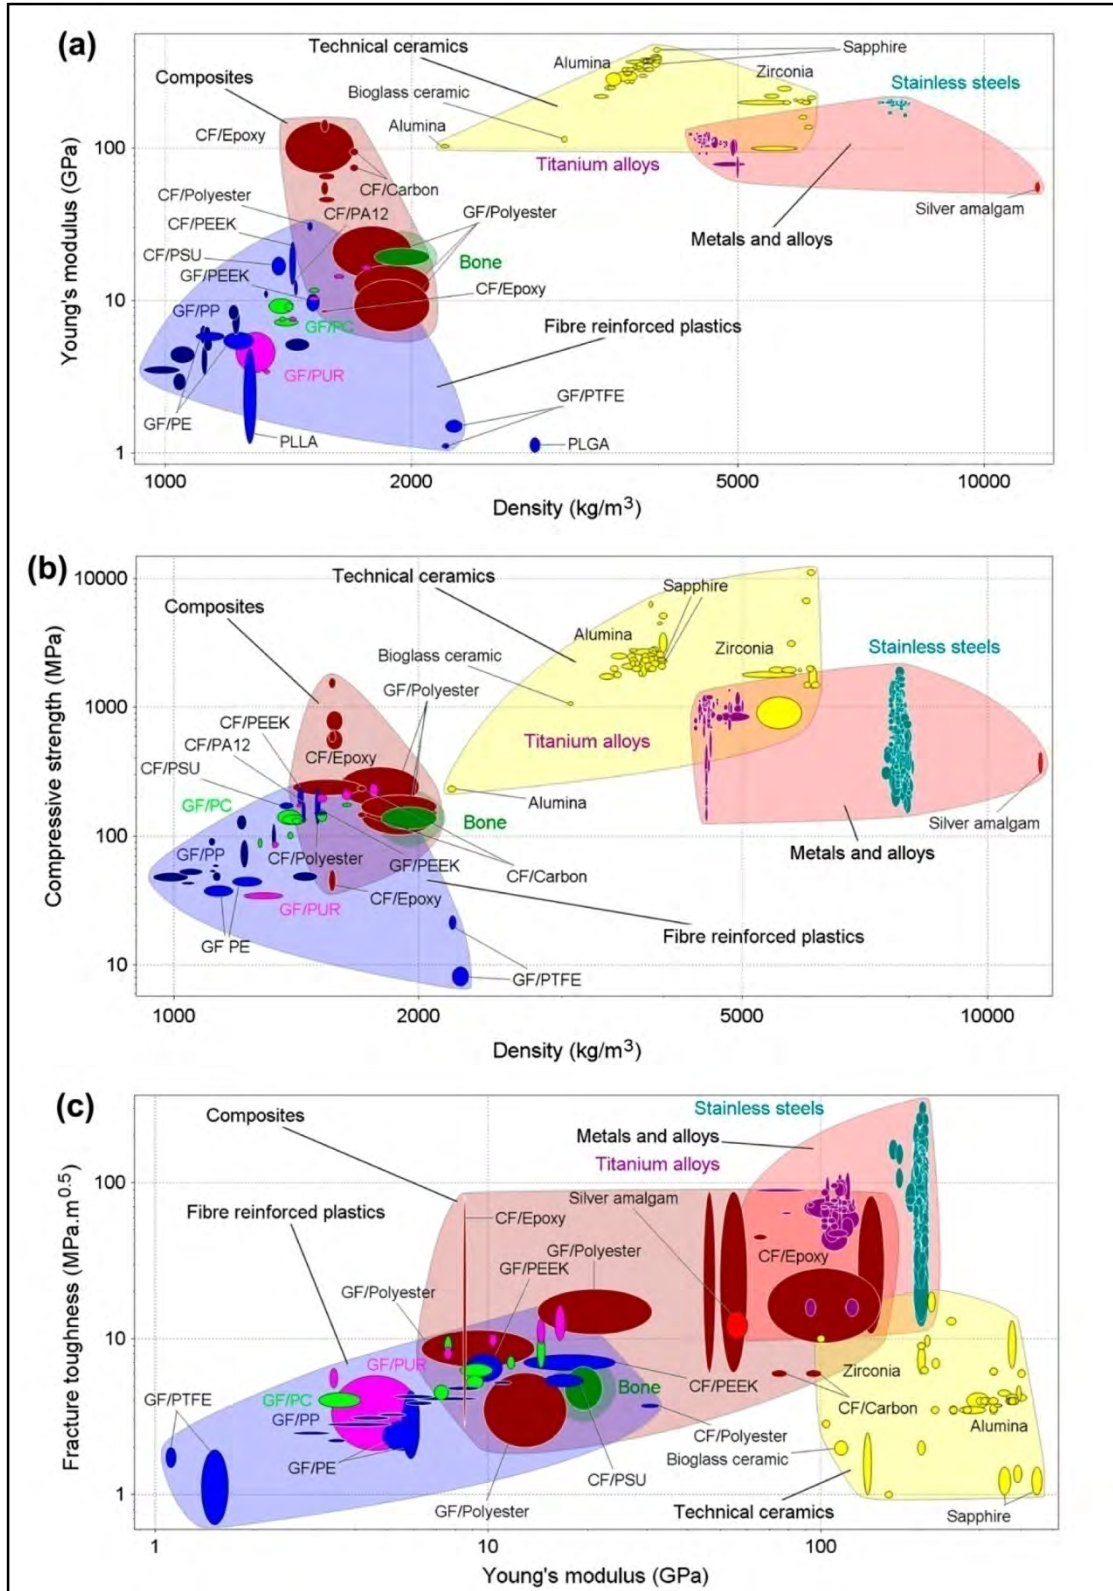 (a)
Technical ceramics
Sapphire
Alumina
Zirconia
Stainless steels
Composites
Bioglass ceramic
CF/Epoxy
Alumina
Titanium alloys
CF/Carbon
CF/Polyester
CF/PA12
GF/Polyester
Silver amalgam
CF/PEEK
Metals and alloys
CF/PSU
Bone
GF/PEEK
CF/Epoxy
GF/PP
GF/PC
Fibre reinforced plastics
GF/PUR
GF/PTFE
GF/PE
PLLA
PLGA
Young's modulus (GPa)
100
10
1
1000
2000
5000
10000
Density (kg/m3)
(b)
Technical ceramics
Sapphire
Composites
Alumina
Bioglass ceramic
Zirconia
Stainless steels
GF/Polyester
CF/PEEK
CF/PA12
CF/Epoxy
Titanium alloys
CF/PSU
GF/PC
Alumina
Bone
Silver amalgam
GF/PP
CF/Polyester
GF/PEEK
Metals and alloys
CF/Carbon
GF/PUR
CF/Epoxy
GF PE
Fibre reinforced plastics
GF/PTFE
Compressive strength (MPa)
10000
1000
100
10
1000
2000
5000
10000
Density (kg/m3)
(c)
Composites
Stainless steels
Metals and alloys
Titanium alloys
Silver amalgam
Fibre reinforced plastics
CF/Epoxy
GF/Polyester
CF/Epoxy
GF/PEEK
GF/Polyester
GF/PUR
Zirconia
GF/PTFE
GF/PC
Bone
CF/PEEK
CF/Carbon
GF/PP
Alumina
CF/Polyester
GF/PE
Bioglass ceramic
CF/PSU
GF/Polyester
Technical ceramics
Sapphire
Fracture toughness (MPa.m0.5)
100
10
1
1
10
100
Young's modulus (GPa)